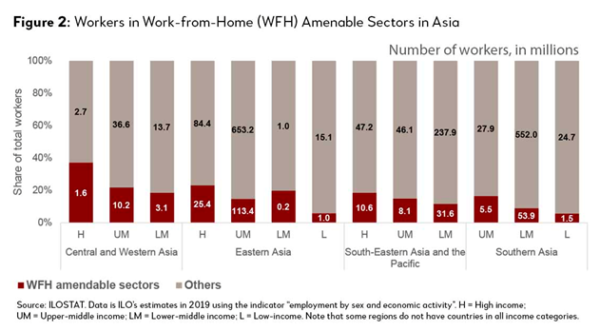 Figure 2: Workers in Work-from-Home (WFH) Amenable Sectors in Asia
Number of workers, in millions
Share of total workers
100%
80%
60%
40%
20%
0%
2.7 36.6 13.7 84.4 653.2 1.0 15.1 47.2 46.1 237.9 27.9 552.0 24.7
1.6 10.2 3.1 25.4 113.4 0.2 1.0 10.6 8.1 31.6 5.5 53.9 1.5
H UM LM H UM LM L H UM LM UM LM L
Central and Western Asia Eastern Asia South-Eastern Asia and the Southern Asia
Pacific
WFH amendable sectors Others
Source: ILOSTAT. Data is ILO's estimates in 2019 using the indicator "employment by sex and economic activity". H = High income;
UM = Upper-middle income; LM = Lower-middle income; L = Low-income. Note that some regions do not have countries in all income categories.